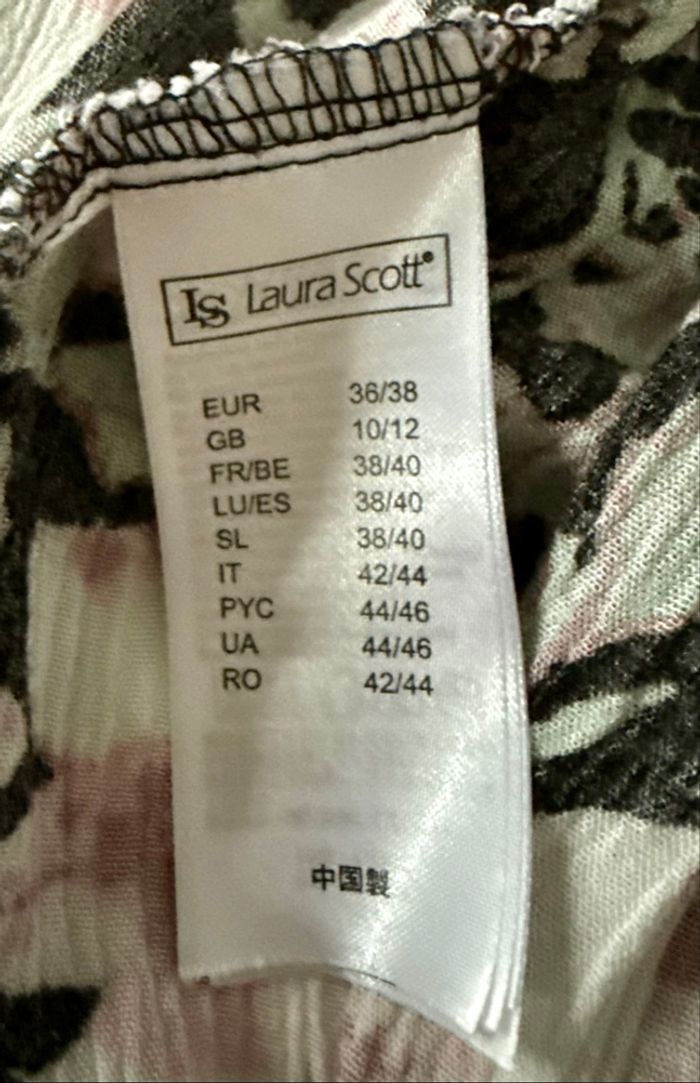 LS Laura Scott®
EUR 36/38
GB 10/12
FR/BE 38/40
LU/ES 38/40
SL 38/40
IT 42/44
PYC 44/46
UA 44/46
RO 42/44
中国製